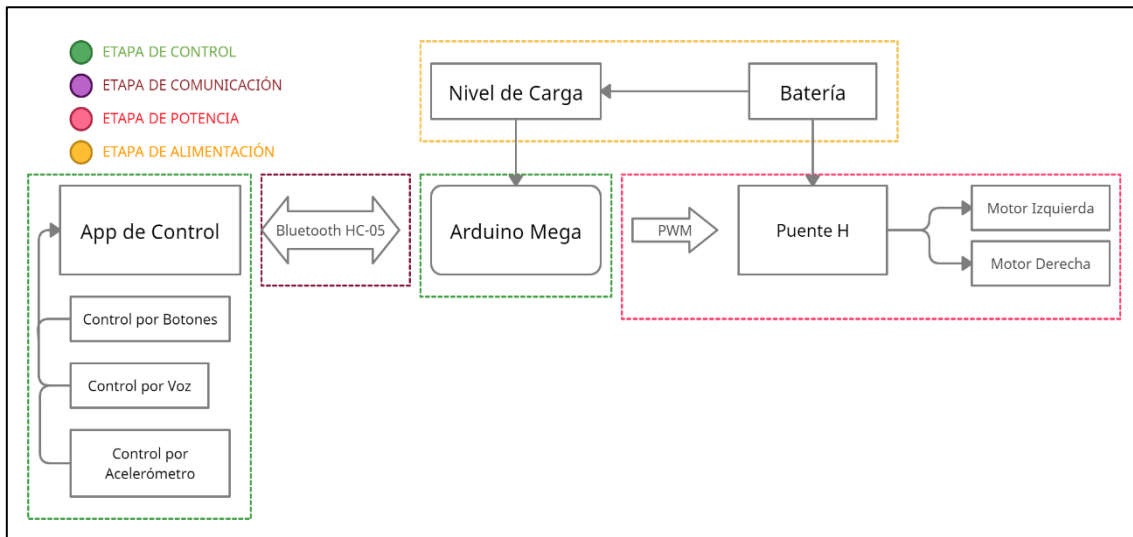 ETAPA DE CONTROL
ETAPA DE COMUNICACIÓN
ETAPA DE POTENCIA
ETAPA DE ALIMENTACIÓN
Nivel de Carga
Batería
App de Control
Bluetooth HC-05
Arduino Mega
PWM
Puente H
Motor Izquierda
Motor Derecha
Control por Botones
Control por Voz
Control por
Acelerómetro